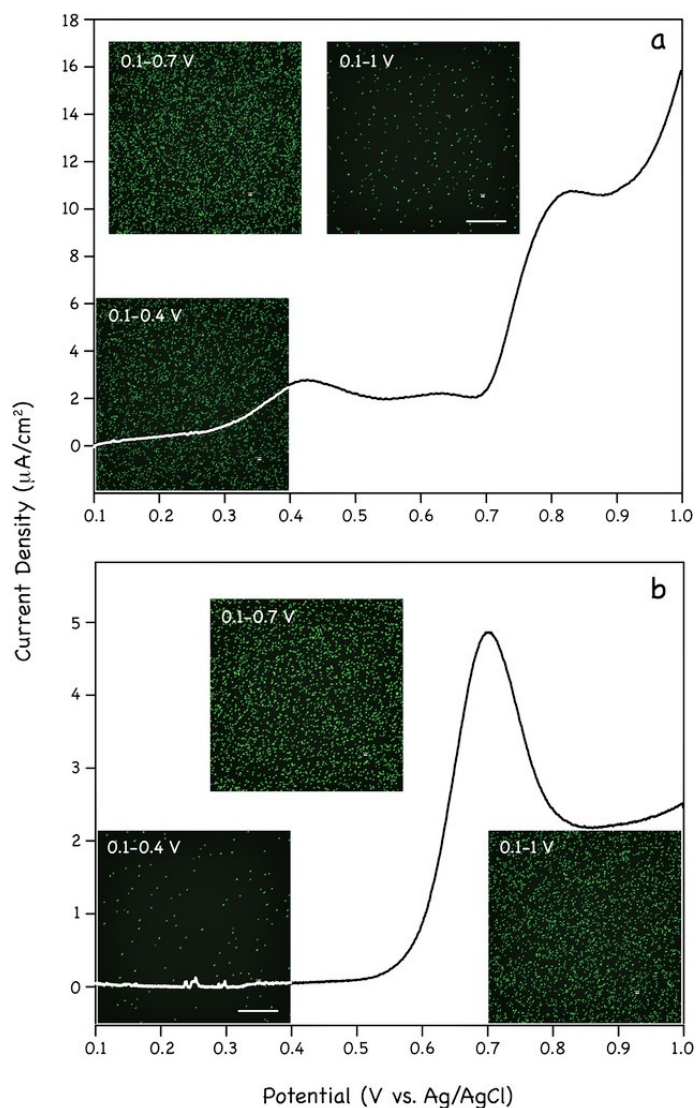 Current Density (µA/cm²)
a
18
16
14
12
10
8
6
4
2
0
0.1–0.7 V
0.1–1 V
0.1–0.4 V
0.1 0.2 0.3 0.4 0.5 0.6 0.7 0.8 0.9 1.0
b
5
4
3
2
1
0
0.1–0.7 V
0.1–0.4 V
0.1–1 V
0.1 0.2 0.3 0.4 0.5 0.6 0.7 0.8 0.9 1.0
Potential (V vs. Ag/AgCl)